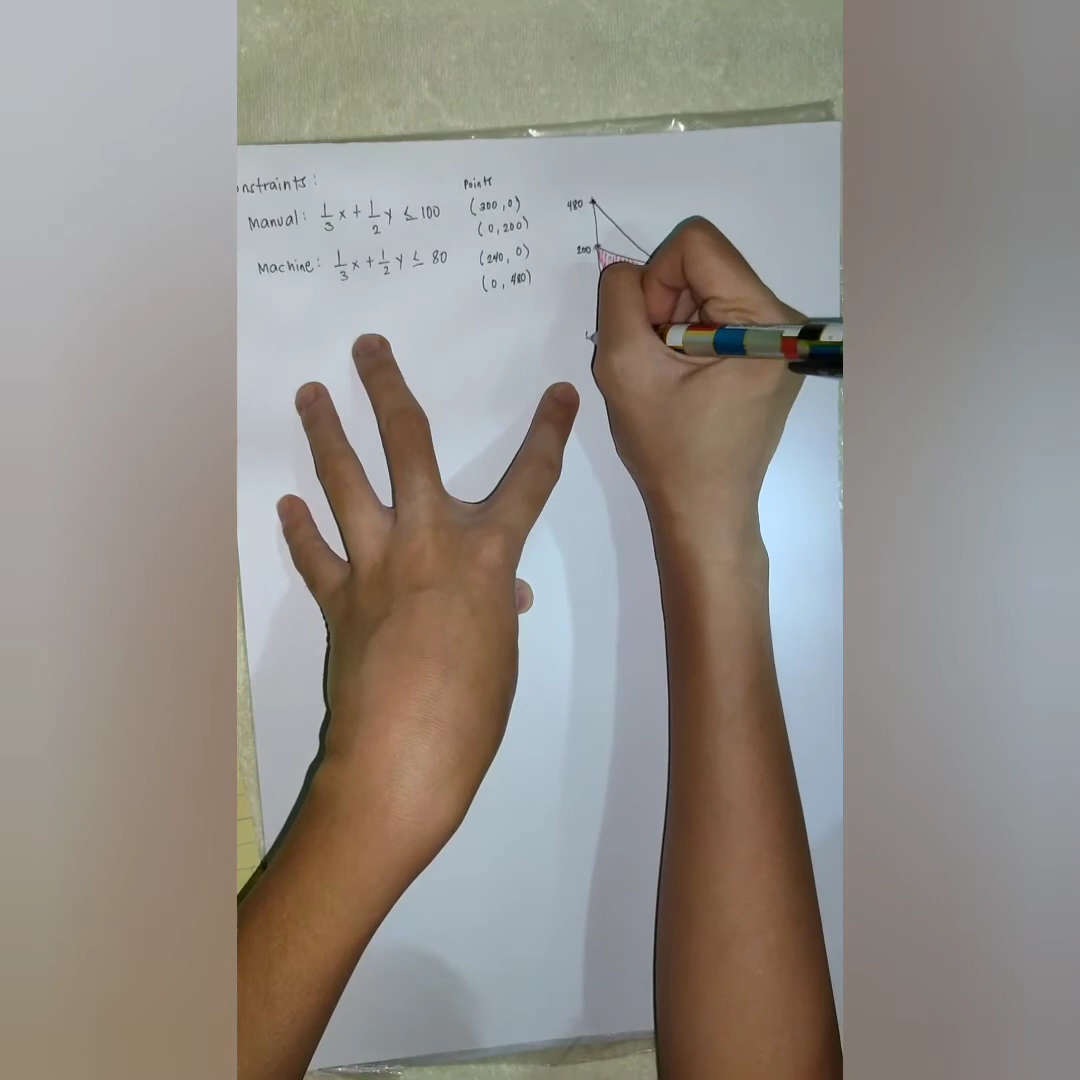 nstraints:
Points
Manual: 1/3 x + 1/2 y ≤ 100
(300, 0)
(0, 200)
Machine: 1/3 x + 1/2 y ≤ 80
(240, 0)
(0, 480)
480
200